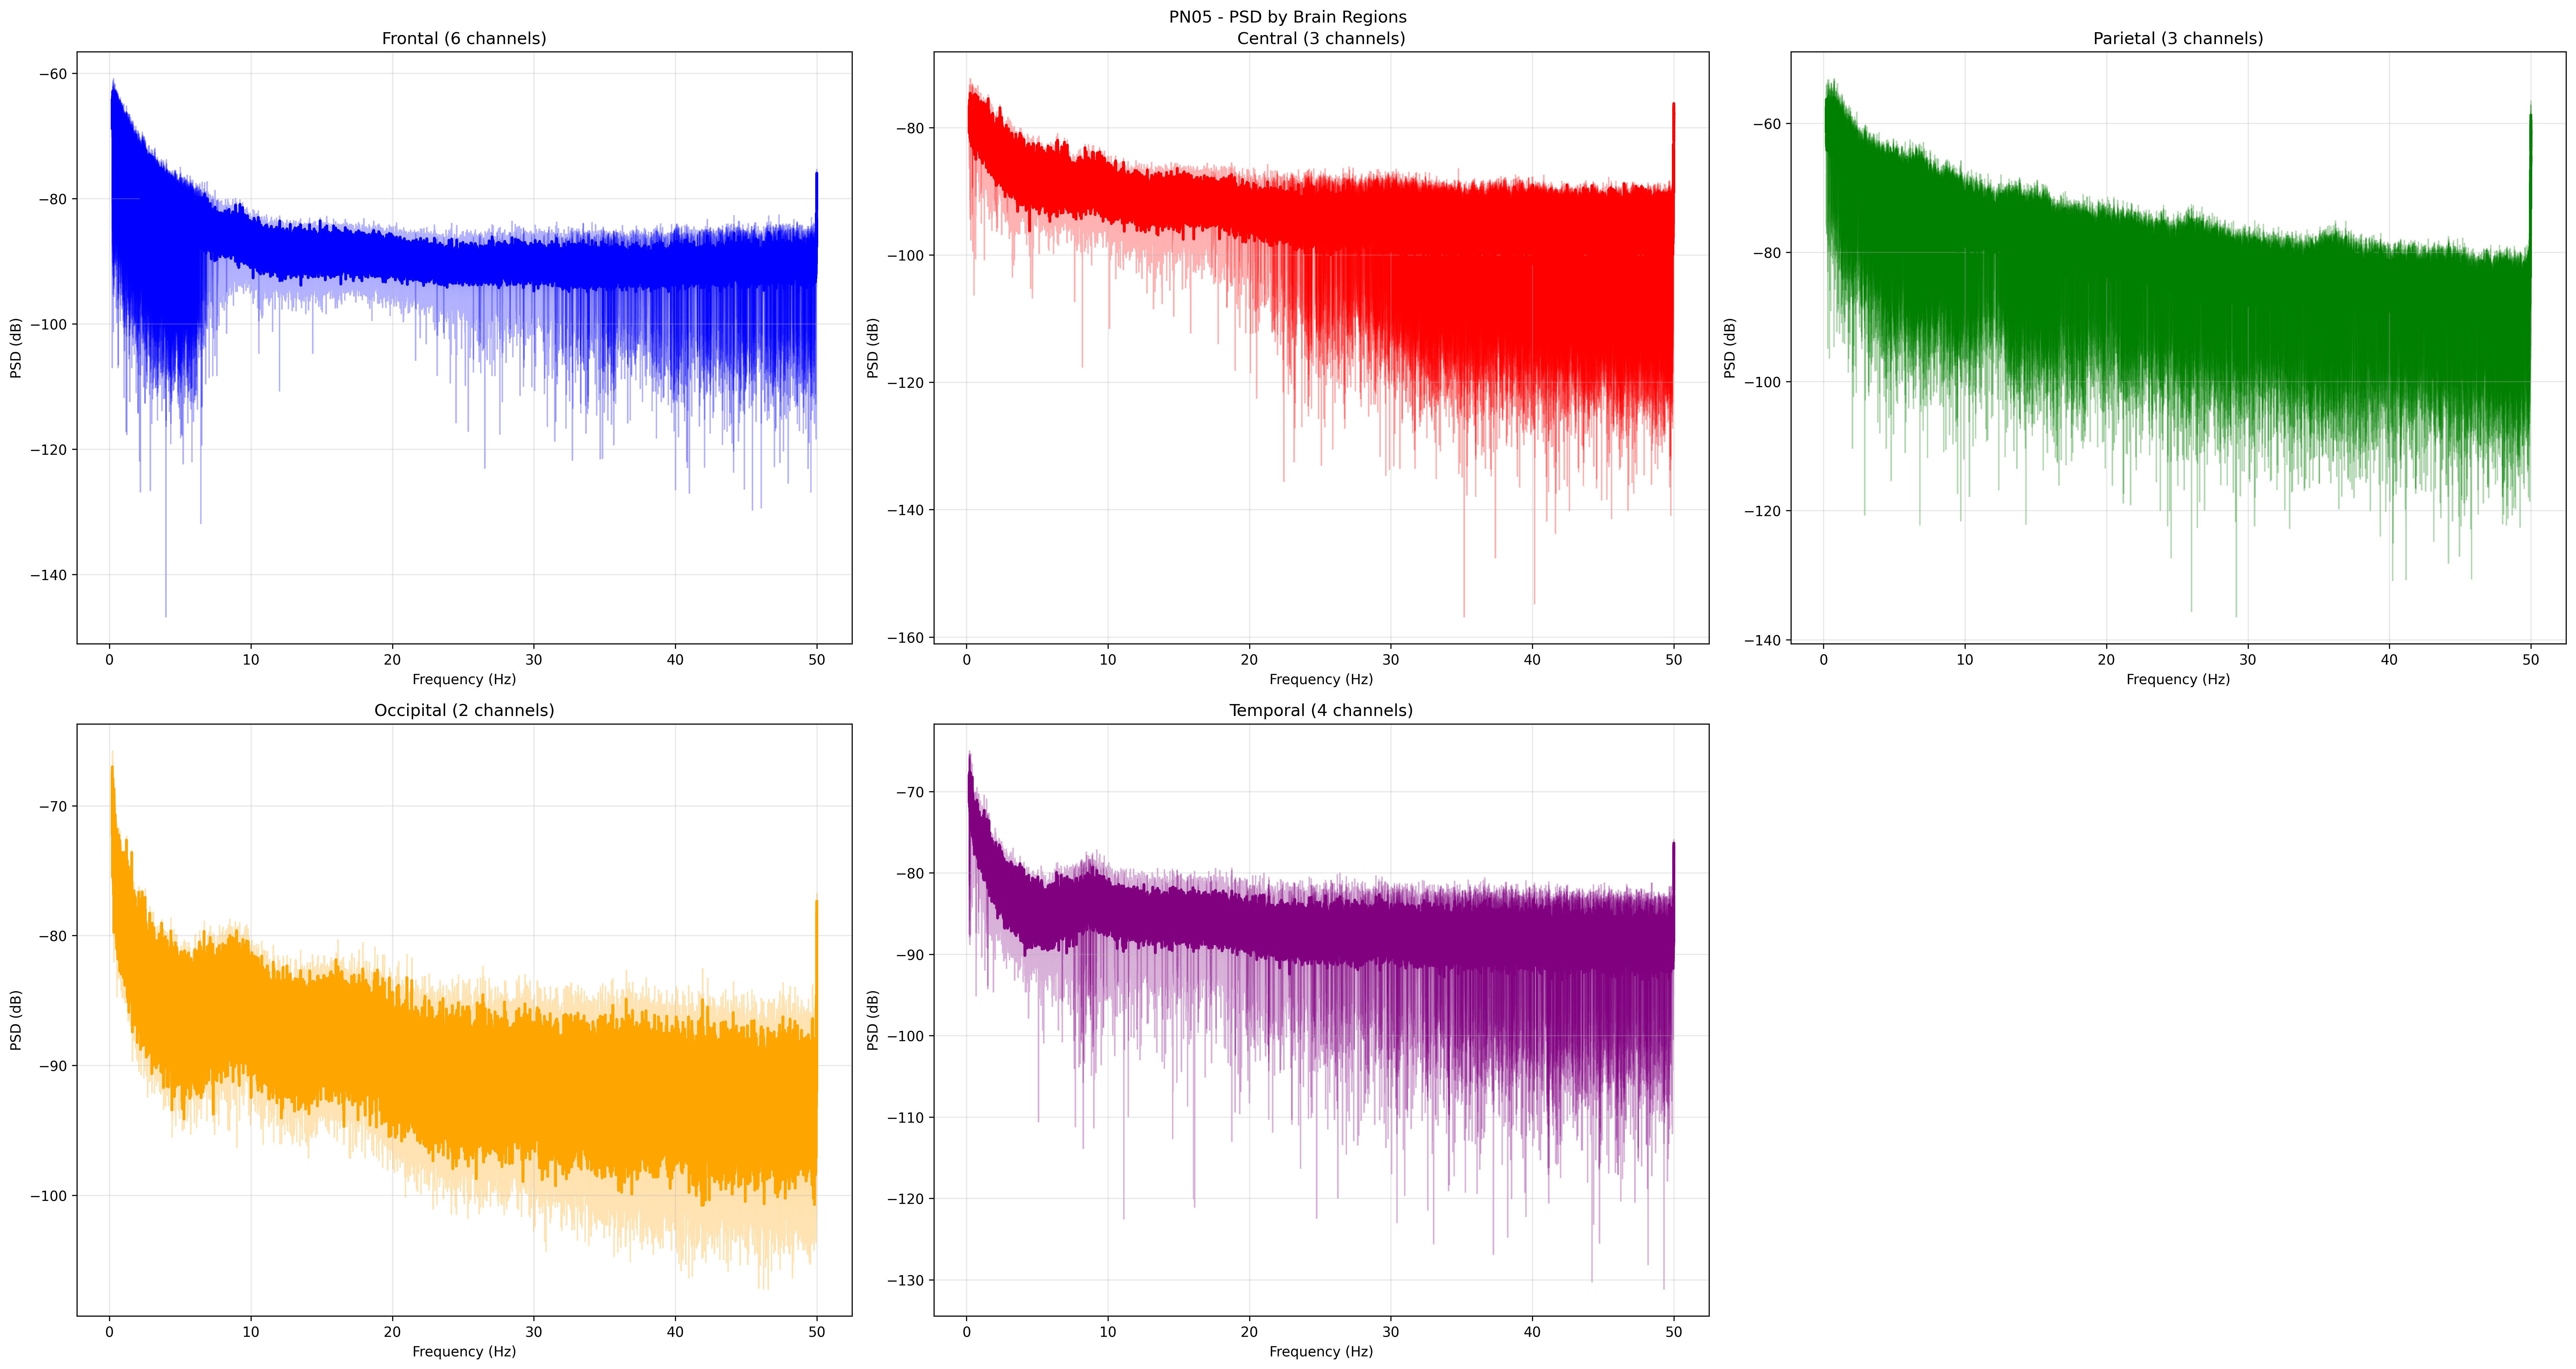 PN05 - PSD by Brain Regions
Frontal (6 channels)
−60
−80
−100
−120
−140
PSD (dB)
0 10 20 30 40 50
Frequency (Hz)
Central (3 channels)
−80
−100
−120
−140
−160
PSD (dB)
0 10 20 30 40 50
Frequency (Hz)
Parietal (3 channels)
−60
−80
−100
−120
−140
PSD (dB)
0 10 20 30 40 50
Frequency (Hz)
Occipital (2 channels)
−70
−80
−90
−100
PSD (dB)
0 10 20 30 40 50
Frequency (Hz)
Temporal (4 channels)
−70
−80
−90
−100
−110
−120
−130
PSD (dB)
0 10 20 30 40 50
Frequency (Hz)